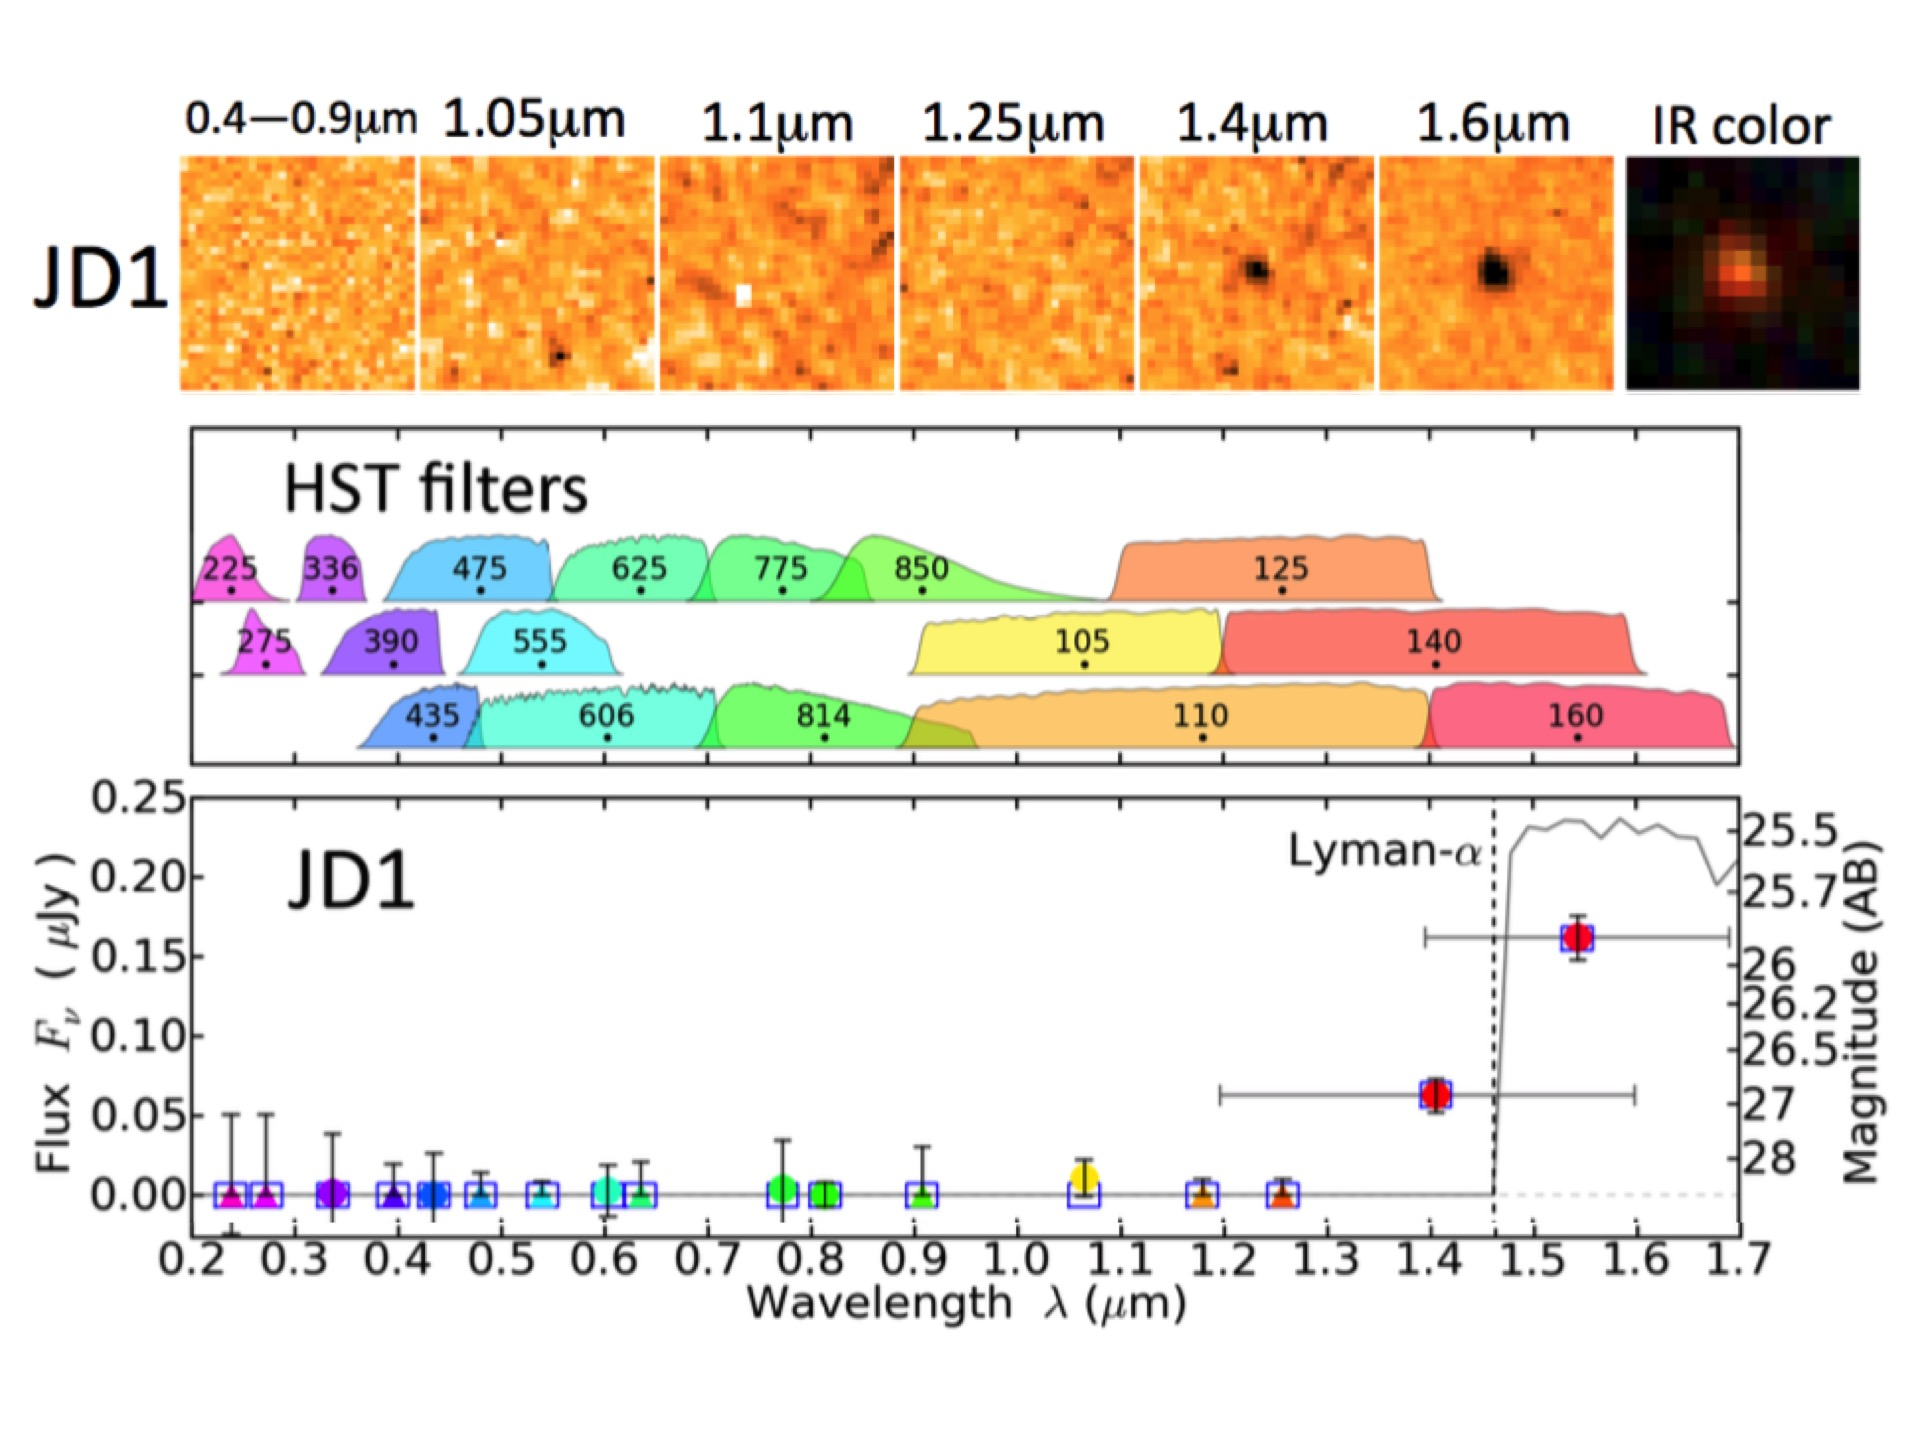 0.4—0.9μm 1.05μm 1.1μm 1.25μm 1.4μm 1.6μm IR color
JD1
HST filters
225 336 475 625 775 850 125
275 390 555 105 140
435 606 814 110 160
JD1
Lyman-α
Flux Fν (μJy)
0.25
0.20
0.15
0.10
0.05
0.00
25.5
25.7
26
26.2
26.5
27
28
Magnitude (AB)
0.2 0.3 0.4 0.5 0.6 0.7 0.8 0.9 1.0 1.1 1.2 1.3 1.4 1.5 1.6 1.7
Wavelength λ (μm)